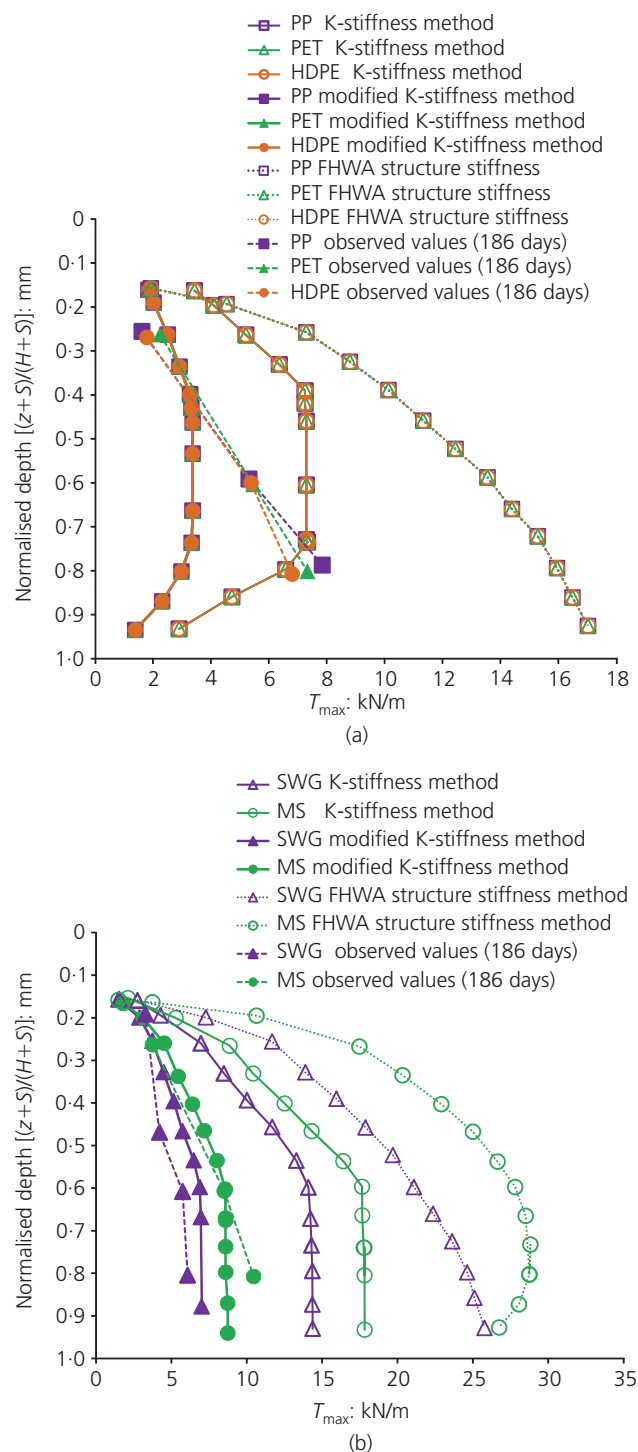 PP K-stiffness method
PET K-stiffness method
HDPE K-stiffness method
PP modified K-stiffness method
PET modified K-stiffness method
HDPE modified K-stiffness method
PP FHWA structure stiffness
PET FHWA structure stiffness
HDPE FHWA structure stiffness
PP observed values (186 days)
PET observed values (186 days)
HDPE observed values (186 days)
0
0·1
0·2
0·3
0·4
0·5
0·6
0·7
0·8
0·9
1·0
Normalised depth [(z+S)/(H+S)]: mm
0 2 4 6 8 10 12 14 16 18
Tmax: kN/m
(a)
SWG K-stiffness method
MS K-stiffness method
SWG modified K-stiffness method
MS modified K-stiffness method
SWG FHWA structure stiffness method
MS FHWA structure stiffness method
SWG observed values (186 days)
MS observed values (186 days)
0
0·1
0·2
0·3
0·4
0·5
0·6
0·7
0·8
0·9
1·0
Normalised depth [(z+S)/(H+S)]: mm
0 5 10 15 20 25 30 35
Tmax: kN/m
(b)